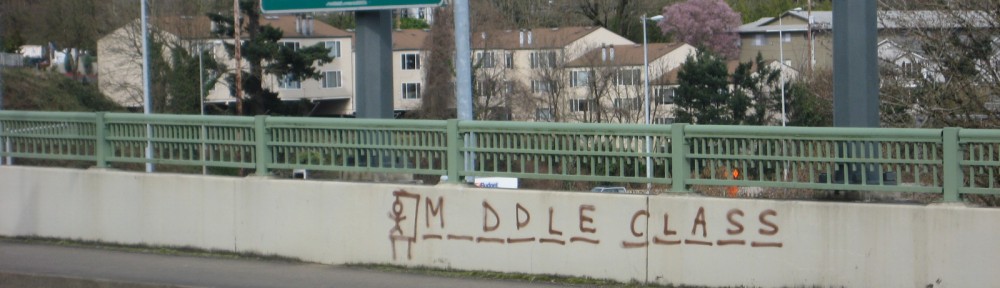 M _ DDLE CLASS